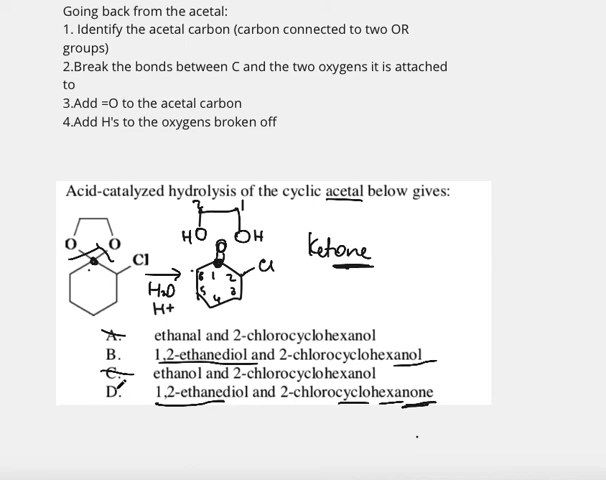 Going back from the acetal:
1. Identify the acetal carbon (carbon connected to two OR
groups)
2.Break the bonds between C and the two oxygens it is attached
to
3.Add =O to the acetal carbon
4.Add H's to the oxygens broken off
Acid-catalyzed hydrolysis of the cyclic acetal below gives:
2 1
HO OH
O O
O
Cl
Cl
Ketone
6 1 2
5 4 3
H2O
H+
A. ethanal and 2-chlorocyclohexanol
B. 1,2-ethanediol and 2-chlorocyclohexanol
C. ethanol and 2-chlorocyclohexanol
D. 1,2-ethanediol and 2-chlorocyclohexanone